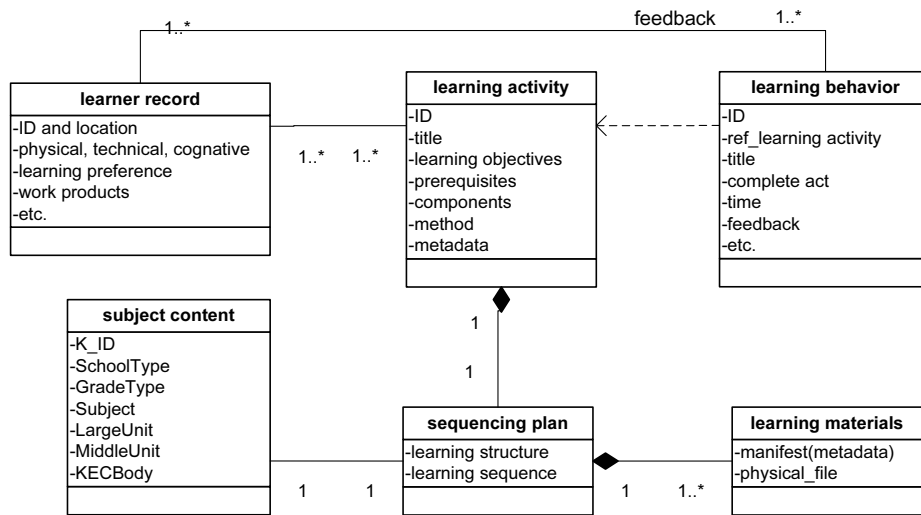 feedback
1..*
1..*
learner record
-ID and location
-physical, technical, cognative
-learning preference
-work products
-etc.
1..*
1..*
learning activity
-ID
-title
-learning objectives
-prerequisites
-components
-method
-metadata
learning behavior
-ID
-ref_learning activity
-title
-complete act
-time
-feedback
-etc.
1
1
subject content
-K_ID
-SchoolType
-GradeType
-Subject
-LargeUnit
-MiddleUnit
-KECBody
1
1
sequencing plan
-learning structure
-learning sequence
1
1..*
learning materials
-manifest(metadata)
-physical_file